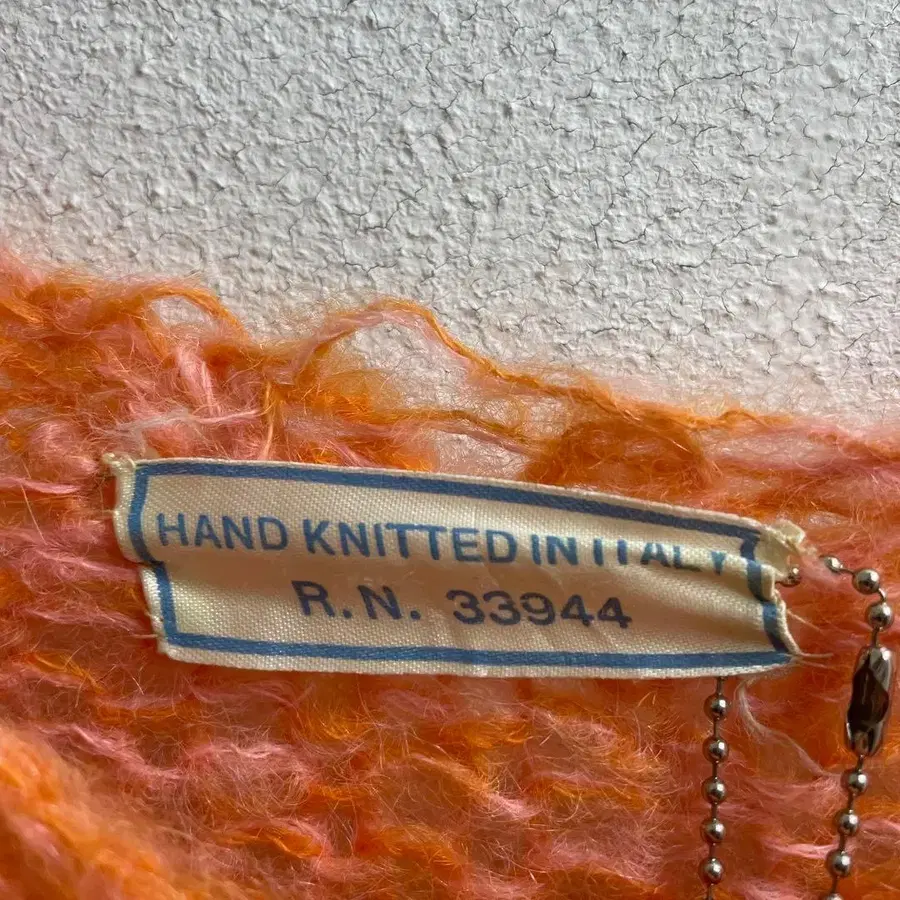 HAND KNITTED IN ITALY
R.N. 33944